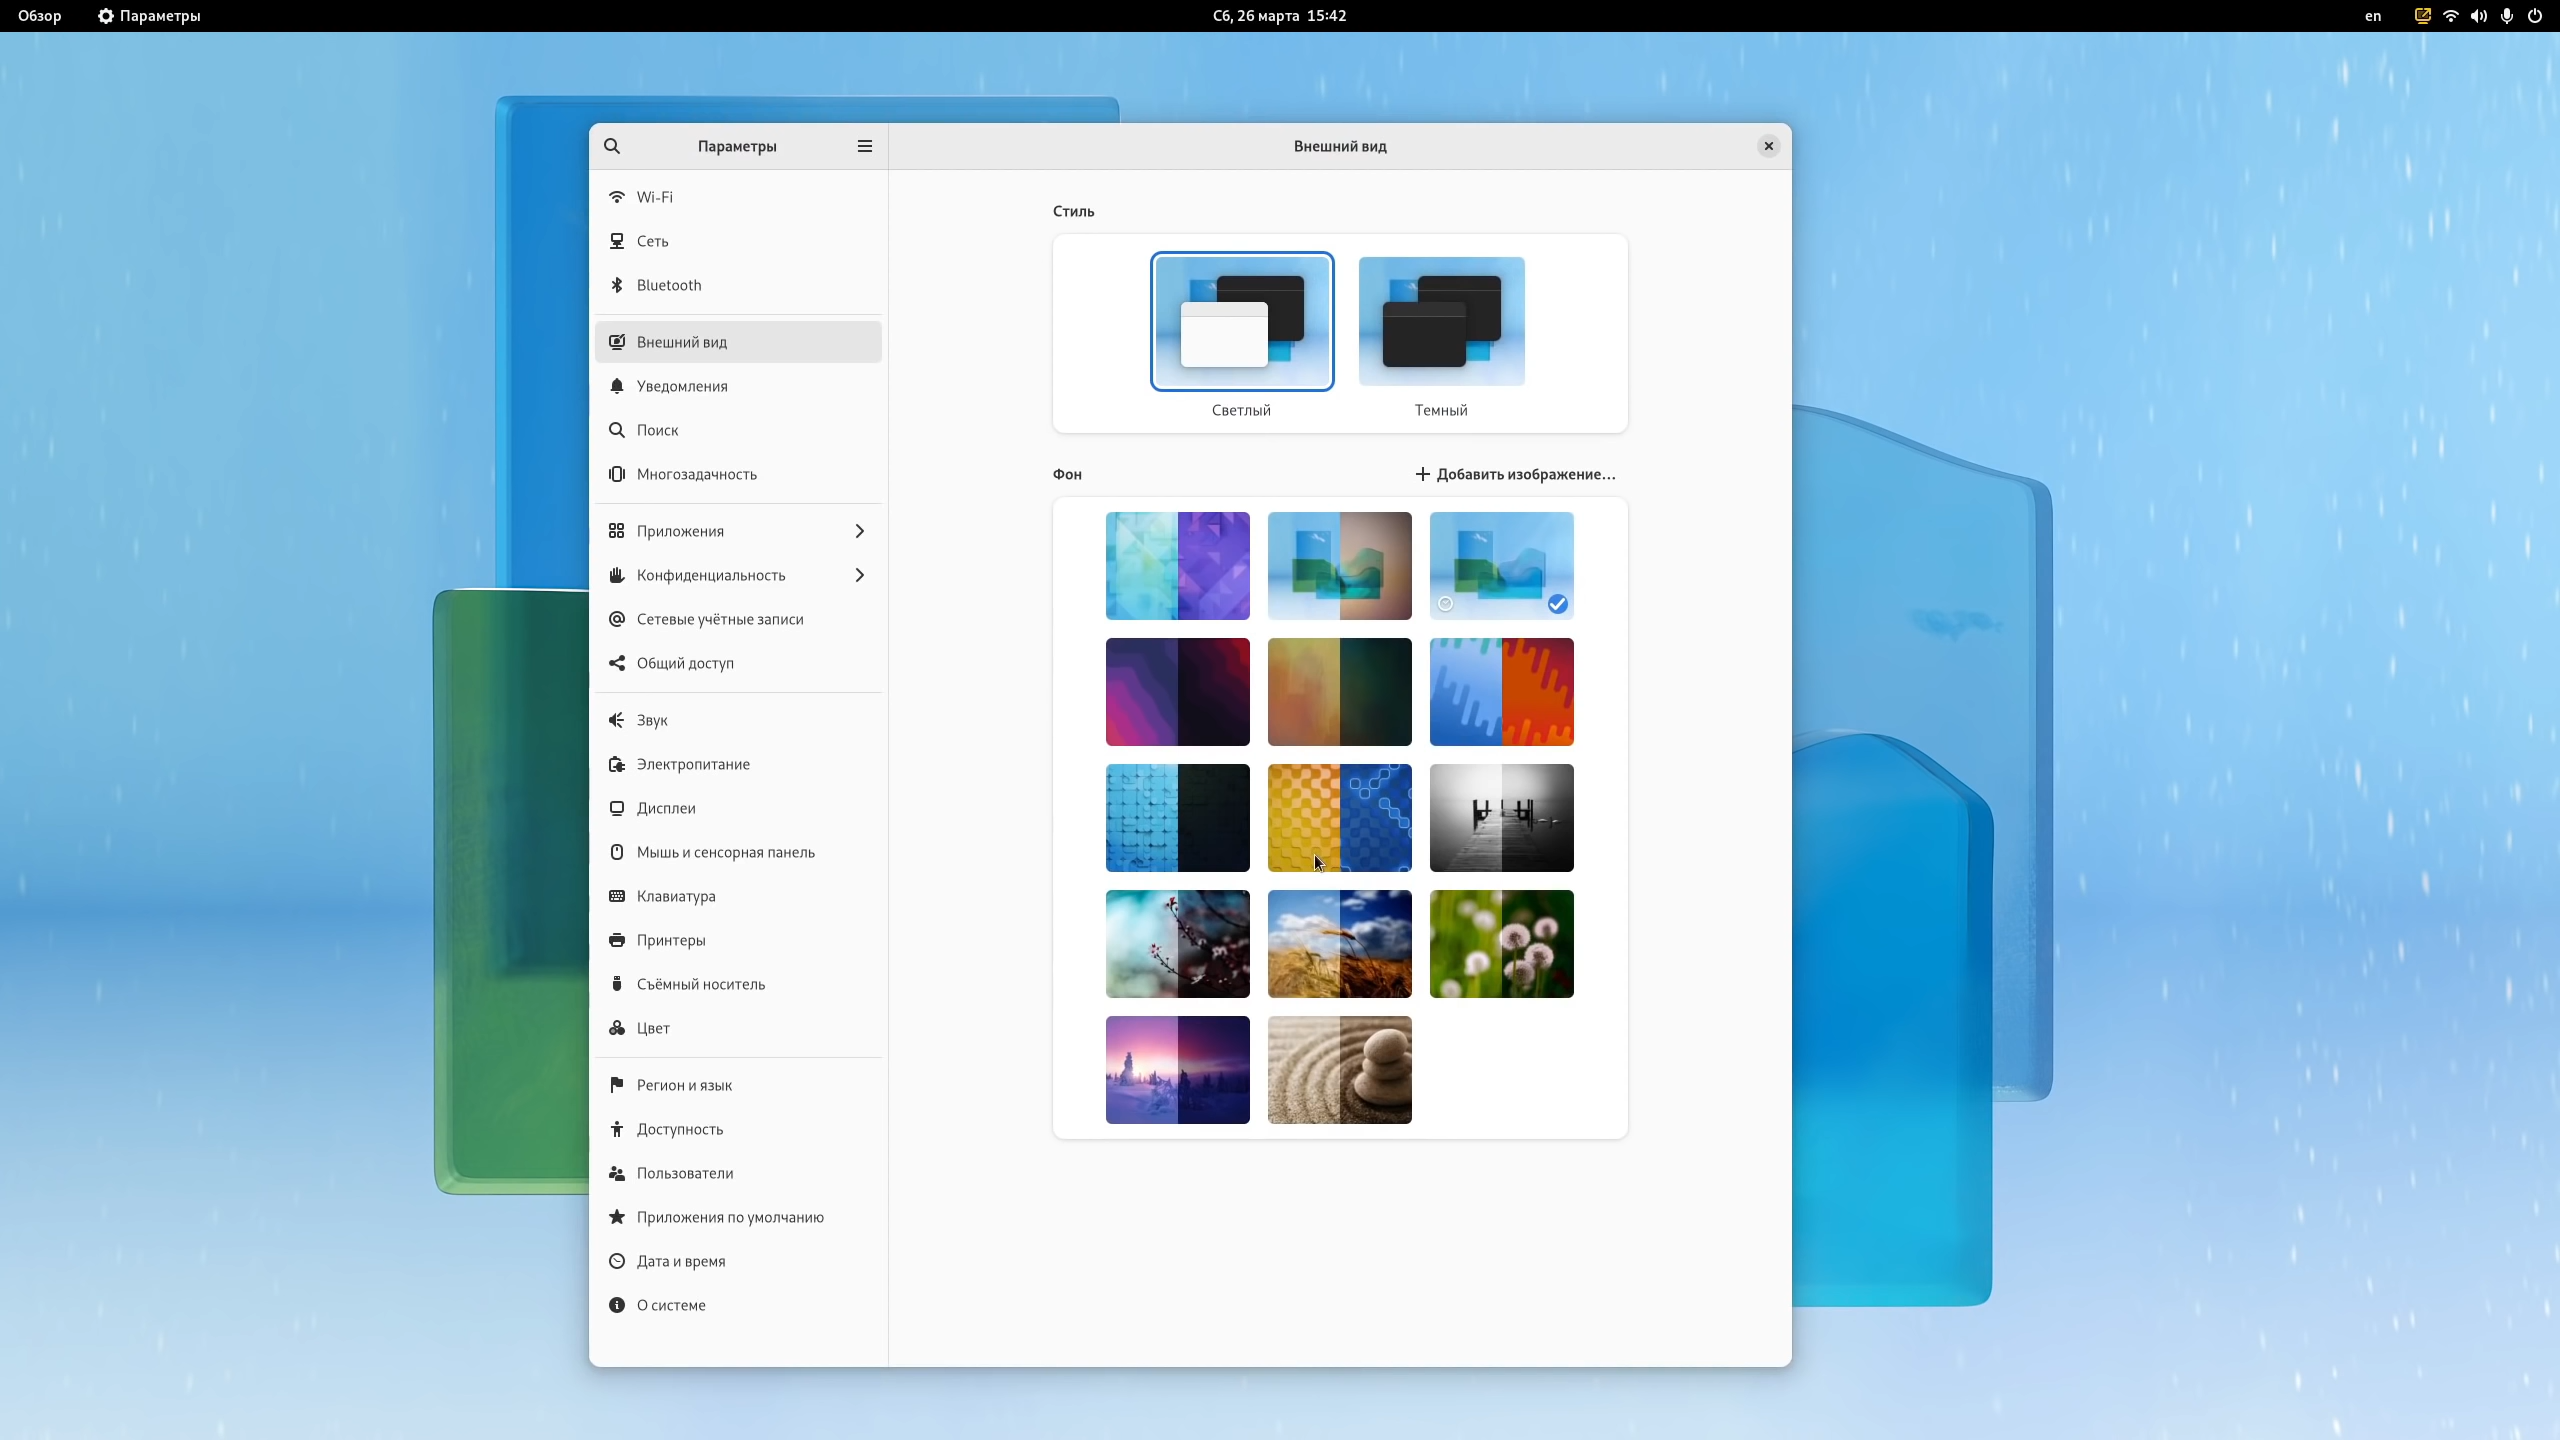 Обзор Параметры Сб, 26 марта 15:42 en
Параметры Внешний вид
Wi-Fi
Сеть
Bluetooth
Внешний вид
Уведомления
Поиск
Многозадачность
Приложения
Конфиденциальность
Сетевые учётные записи
Общий доступ
Звук
Электропитание
Дисплеи
Мышь и сенсорная панель
Клавиатура
Принтеры
Съёмный носитель
Цвет
Регион и язык
Доступность
Пользователи
Приложения по умолчанию
Дата и время
О системе
Стиль
Светлый Темный
Фон Добавить изображение…